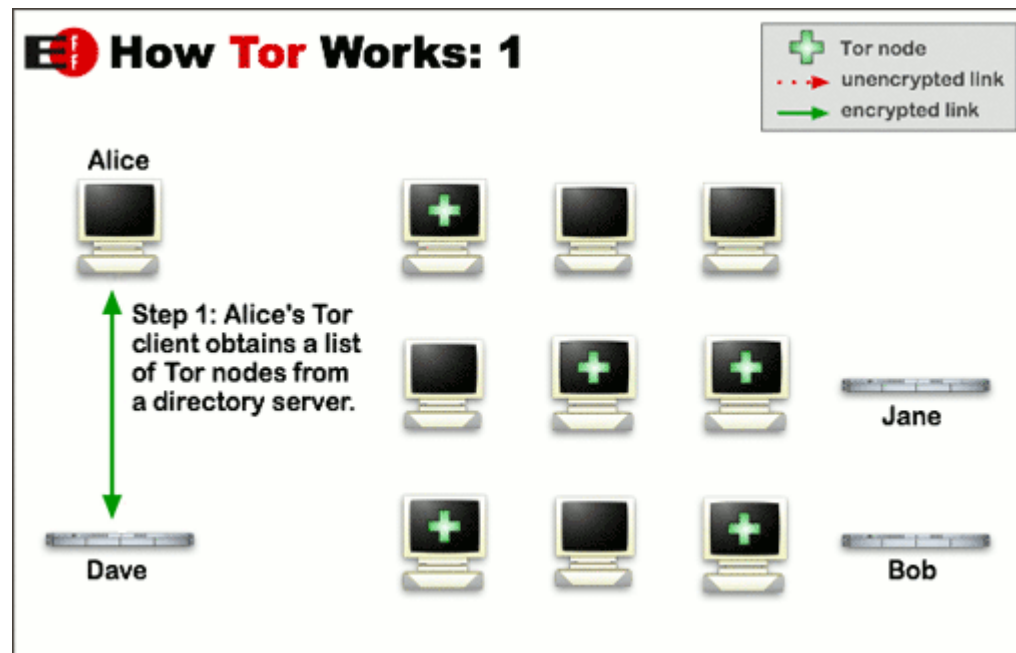 EFF How Tor Works: 1
Tor node
unencrypted link
encrypted link
Alice
Step 1: Alice's Tor
client obtains a list
of Tor nodes from
a directory server.
Jane
Dave
Bob